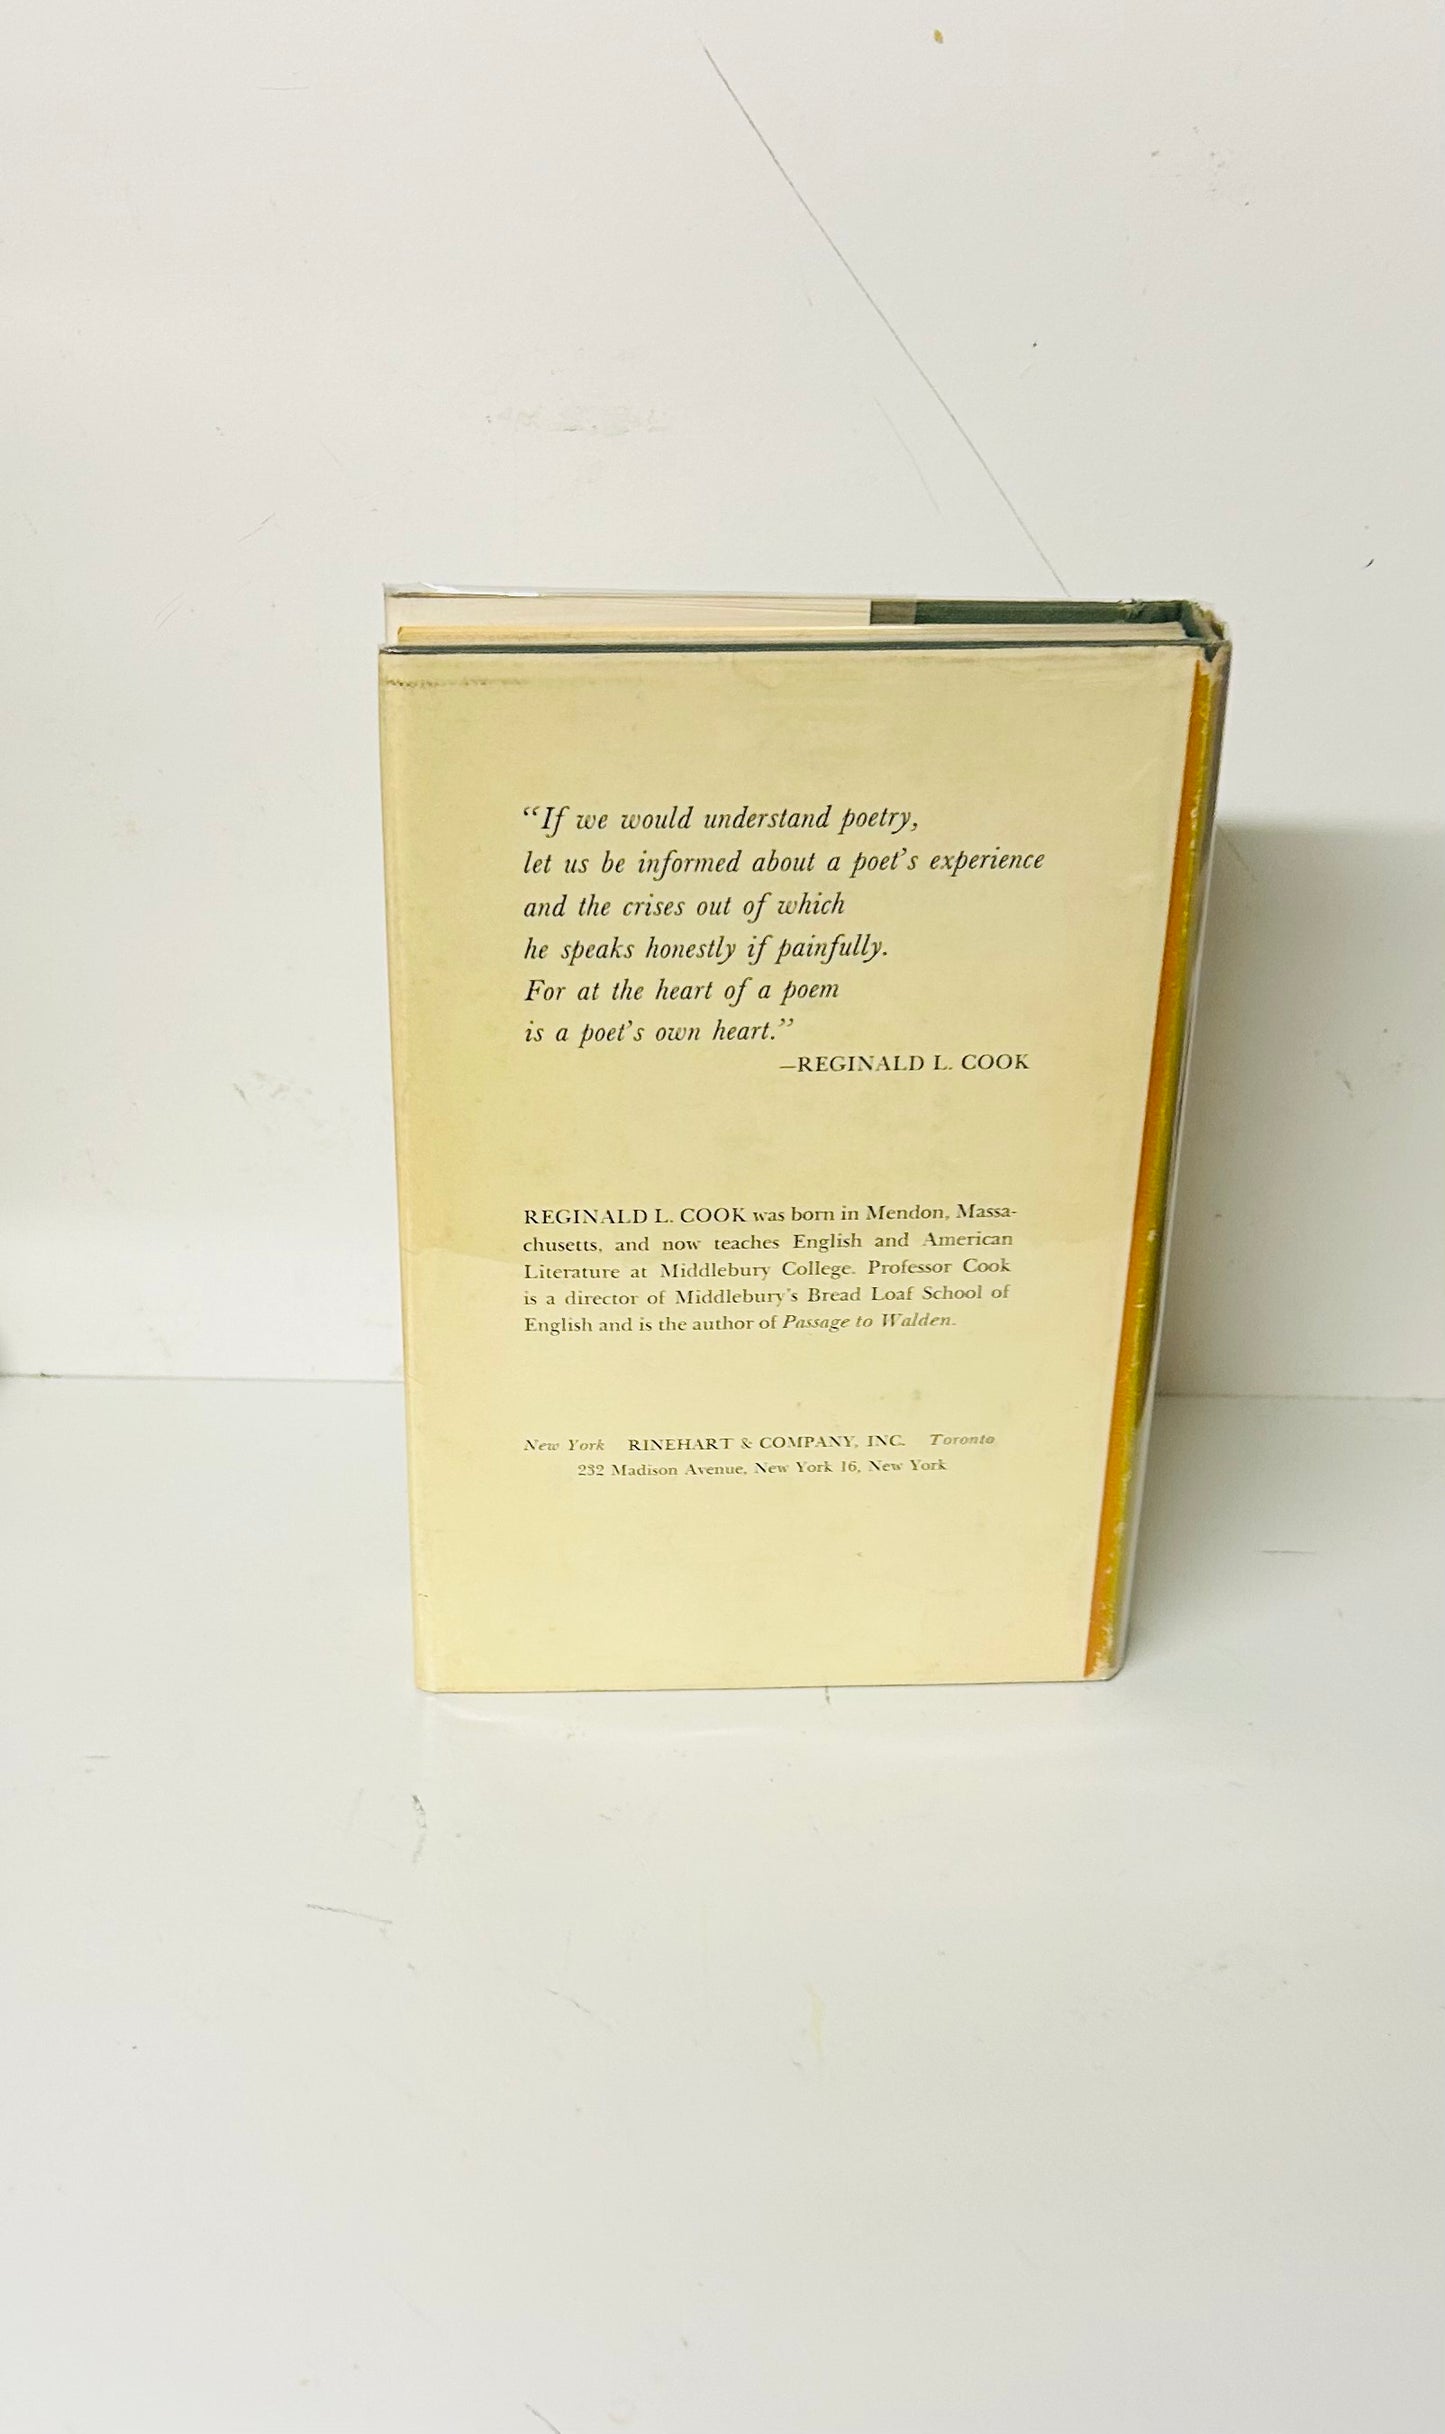 “If we would understand poetry,
let us be informed about a poet’s experience
and the crises out of which
he speaks honestly if painfully.
For at the heart of a poem
is a poet’s own heart.”
—REGINALD L. COOK
REGINALD L. COOK was born in Mendon, Massa-
chusetts, and now teaches English and American
Literature at Middlebury College. Professor Cook
is a director of Middlebury’s Bread Loaf School of
English and is the author of Passage to Walden.
New York RINEHART & COMPANY, INC. Toronto
232 Madison Avenue, New York 16, New York